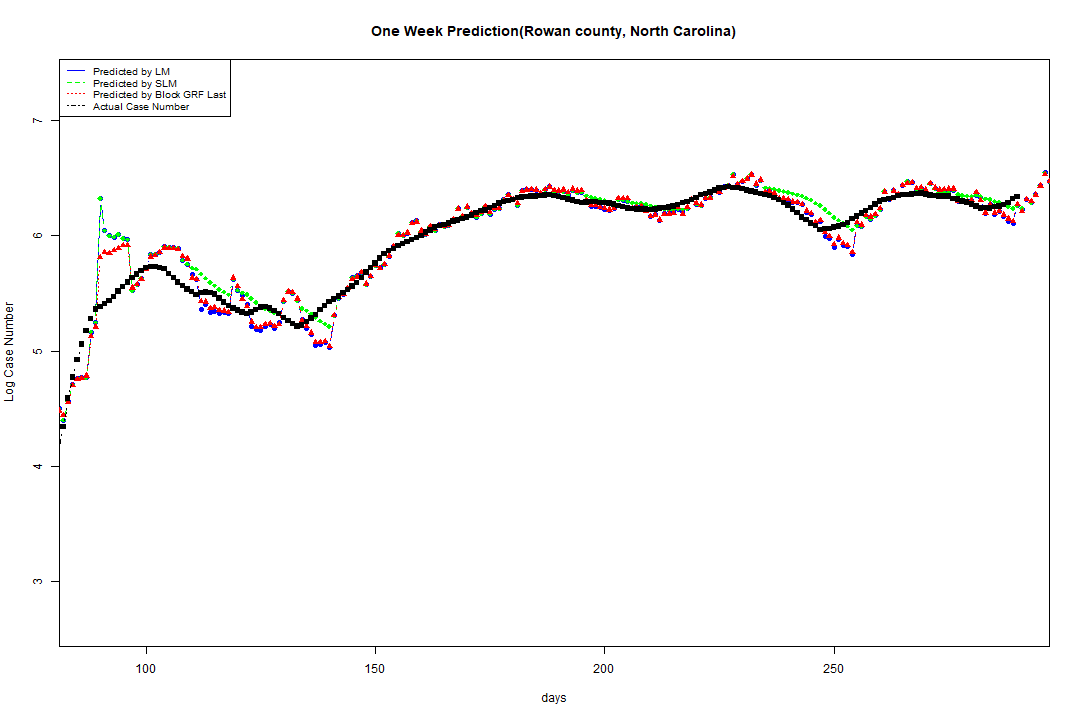 One Week Prediction(Rowan county, North Carolina)
Predicted by LM
Predicted by SLM
Predicted by Block GRF Last
Actual Case Number
7
6
5
4
3
Log Case Number
100 150 200 250
days